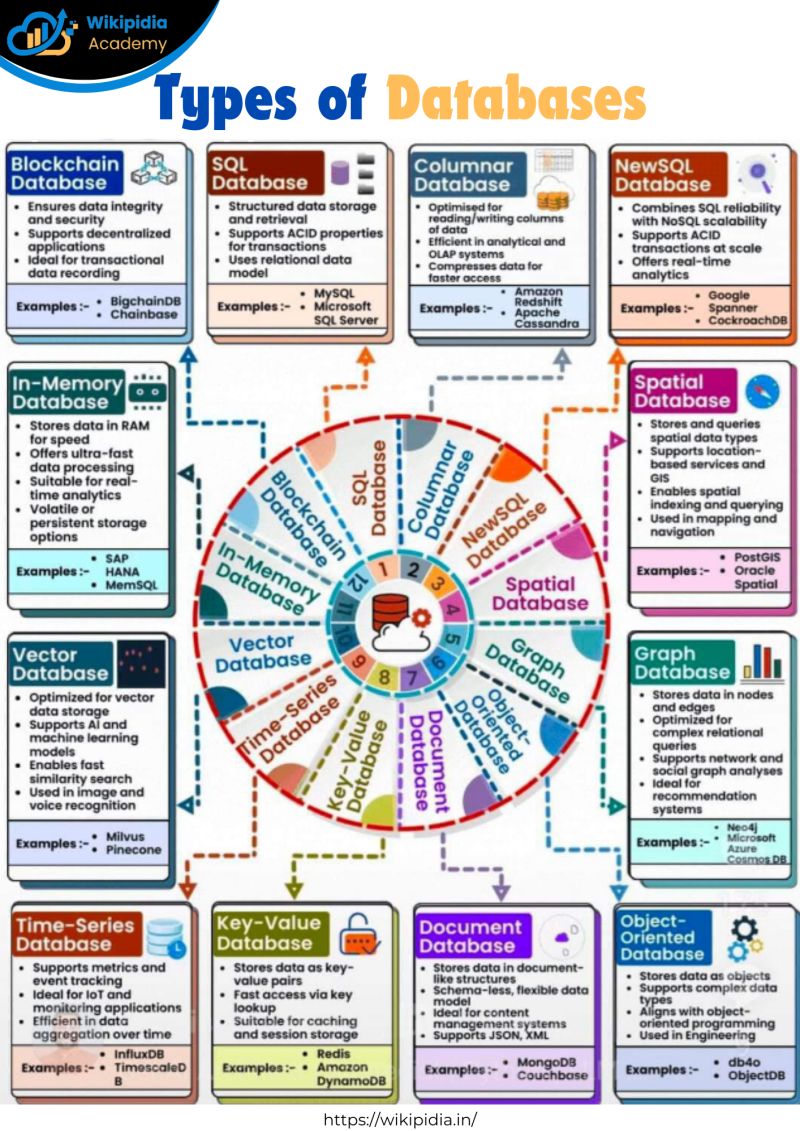 Wikipidia
Academy
Types of Databases
Blockchain
Database
• Ensures data integrity
and security
• Supports decentralized
applications
• Ideal for transactional
data recording
Examples :-
• BigchainDB
• Chainbase
SQL
Database
• Structured data storage
and retrieval
• Supports ACID properties
for transactions
• Uses relational data
model
Examples :-
• MySQL
• Microsoft
SQL Server
Columnar
Database
• Optimised for
reading/writing columns
of data
• Efficient in analytical and
OLAP systems
• Compresses data for
faster access
Examples :-
• Amazon
Redshift
• Apache
Cassandra
NewSQL
Database
• Combines SQL reliability
with NoSQL scalability
• Supports ACID
transactions at scale
• Offers real-time
analytics
Examples :-
• Google
Spanner
• CockroachDB
In-Memory
Database
• Stores data in RAM
for speed
• Offers ultra-fast
data processing
• Suitable for real-
time analytics
• Volatile or
persistent storage
options
Examples :-
• SAP
HANA
• MemSQL
Spatial
Database
• Stores and queries
spatial data types
• Supports location-
based services and
GIS
• Enables spatial
indexing and querying
• Used in mapping and
navigation
Examples :-
• PostGIS
• Oracle
Spatial
SQL
Database
Columnar
Database
NewSQL
Database
Spatial
Database
Graph
Database
Object-
Oriented
Database
Document
Database
Key-Value
Database
Time-Series
Database
Vector
Database
In-Memory
Database
Blockchain
Database
1
2
3
4
5
6
7
8
9
10
11
12
Vector
Database
• Optimized for vector
data storage
• Supports AI and
machine learning
models
• Enables fast
similarity search
• Used in image and
voice recognition
Examples :-
• Milvus
• Pinecone
Graph
Database
• Stores data in nodes
and edges
• Optimized for
complex relational
queries
• Supports network and
social graph analyses
• Ideal for
recommendation
systems
Examples :-
• Neo4j
• Microsoft
Azure
Cosmos DB
Time-Series
Database
• Supports metrics and
event tracking
• Ideal for IoT and
monitoring applications
• Efficient in data
aggregation over time
Examples :-
• InfluxDB
• TimescaleD
B
Key-Value
Database
• Stores data as key-
value pairs
• Fast access via key
lookup
• Suitable for caching
and session storage
Examples :-
• Redis
• Amazon
DynamoDB
Document
Database
• Stores data in document-
like structures
• Schema-less, flexible data
model
• Ideal for content
management systems
• Supports JSON, XML
Examples :-
• MongoDB
• Couchbase
Object-
Oriented
Database
• Stores data as objects
• Supports complex data
types
• Aligns with object-
oriented programming
• Used in Engineering
Examples :-
• db4o
• ObjectDB
https://wikipidia.in/